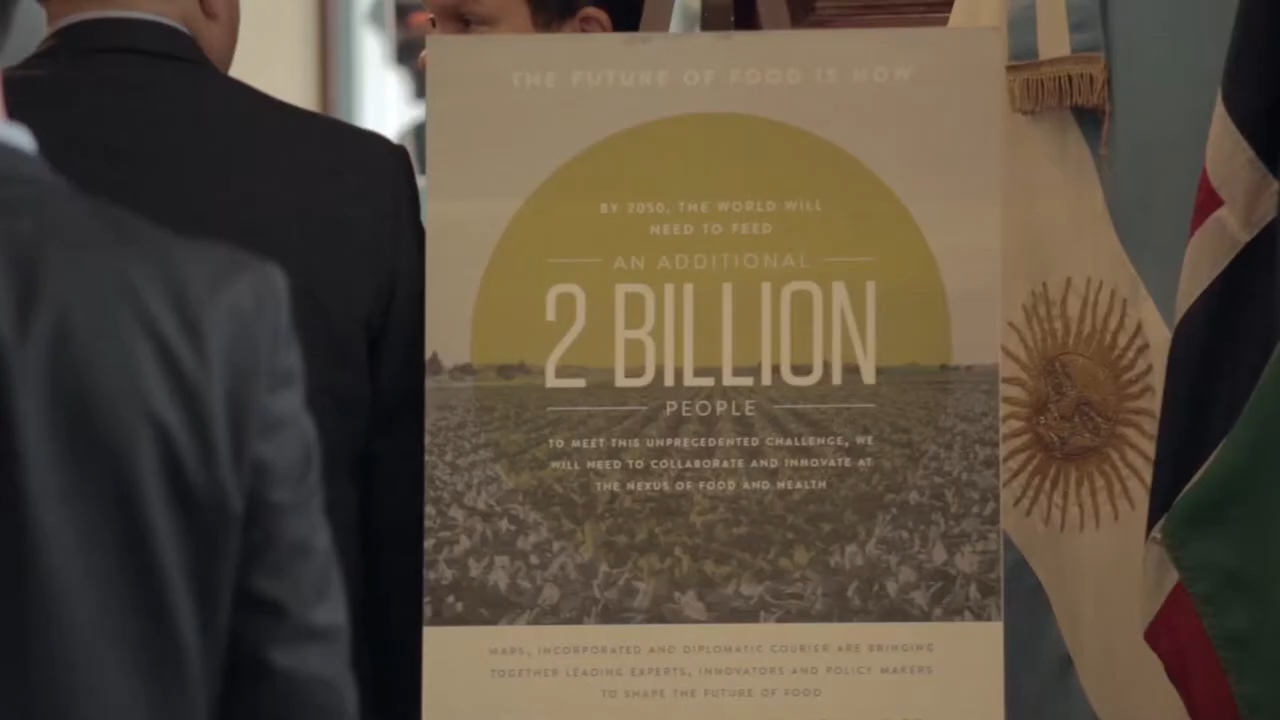 THE FUTURE OF FOOD IS NOW
BY 2050, THE WORLD WILL
NEED TO FEED
AN ADDITIONAL
2 BILLION
PEOPLE
TO MEET THIS UNPRECEDENTED CHALLENGE, WE
WILL NEED TO COLLABORATE AND INNOVATE AT
THE NEXUS OF FOOD AND HEALTH
MARS, INCORPORATED AND DIPLOMATIC COURIER ARE BRINGING
TOGETHER LEADING EXPERTS, INNOVATORS AND POLICY MAKERS
TO SHAPE THE FUTURE OF FOOD